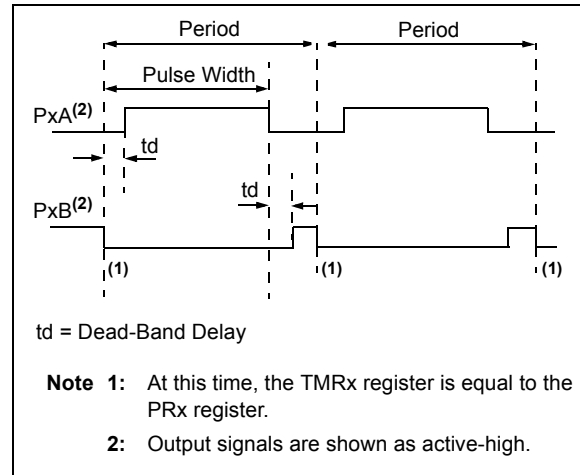 Period Period
Pulse Width
PxA(2)
td
td
PxB(2)
(1) (1) (1)
td = Dead-Band Delay
Note 1: At this time, the TMRx register is equal to the
PRx register.
2: Output signals are shown as active-high.